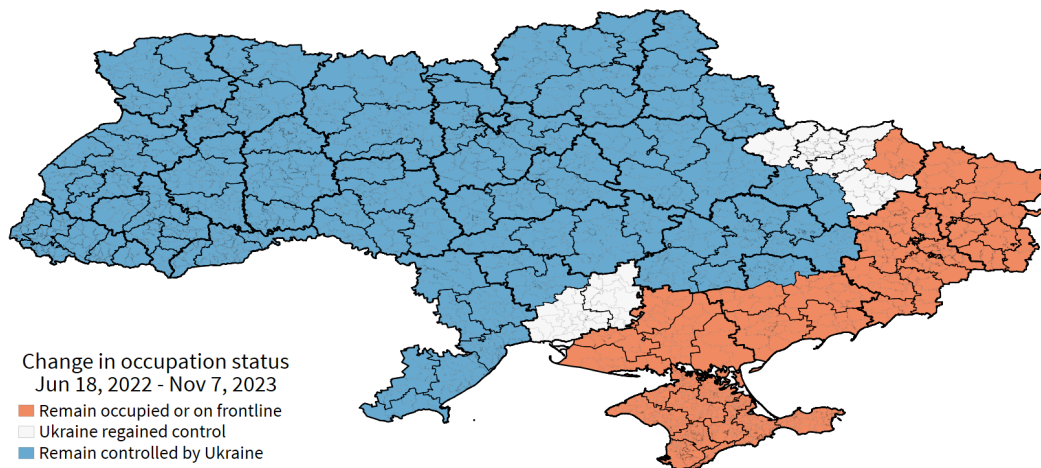 Change in occupation status
Jun 18, 2022 - Nov 7, 2023
Remain occupied or on frontline
Ukraine regained control
Remain controlled by Ukraine